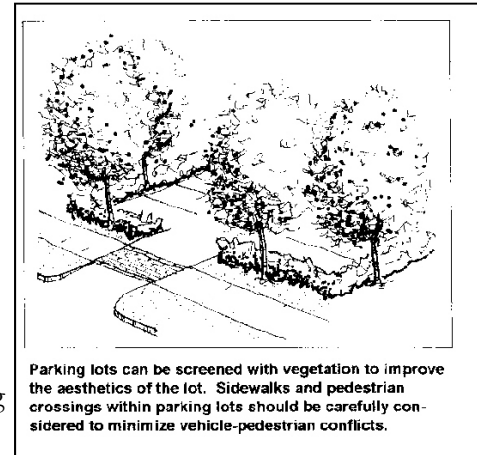 Parking lots can be screened with vegetation to improve
the aesthetics of the lot. Sidewalks and pedestrian
crossings within parking lots should be carefully con-
sidered to minimize vehicle-pedestrian conflicts.
g